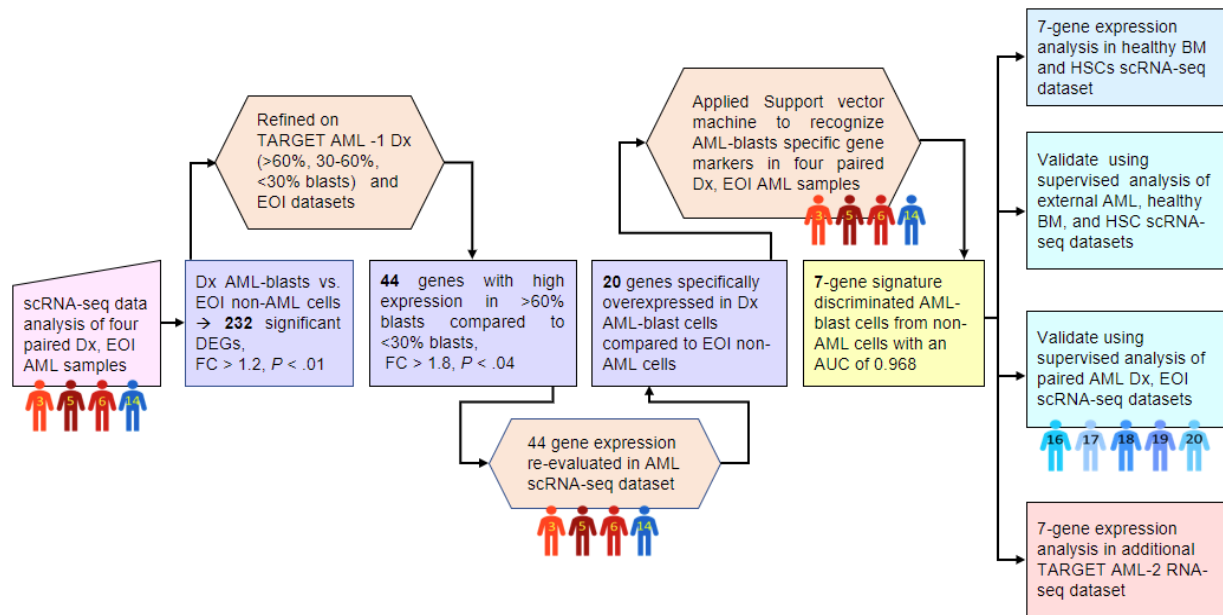 scRNA-seq data
analysis of four
paired Dx, EOI
AML samples
3 5 6 14
Dx AML-blasts vs.
EOI non-AML cells
→ 232 significant
DEGs,
FC > 1.2, P < .01
Refined on
TARGET AML -1 Dx
(>60%, 30-60%,
<30% blasts) and
EOI datasets
44 genes with high
expression in >60%
blasts compared to
<30% blasts,
FC > 1.8, P < .04
44 gene expression
re-evaluated in AML
scRNA-seq dataset
3 5 6 14
20 genes specifically
overexpressed in Dx
AML-blast cells
compared to EOI non-
AML cells
Applied Support vector
machine to recognize
AML-blasts specific gene
markers in four paired
Dx, EOI AML samples
3 5 6 14
7-gene signature
discriminated AML-
blast cells from non-
AML cells with an
AUC of 0.968
7-gene expression
analysis in healthy BM
and HSCs scRNA-seq
dataset
Validate using
supervised analysis of
external AML, healthy
BM, and HSC scRNA-
seq datasets
Validate using
supervised analysis of
paired AML Dx, EOI
scRNA-seq datasets
16 17 18 19 20
7-gene expression
analysis in additional
TARGET AML-2 RNA-
seq dataset